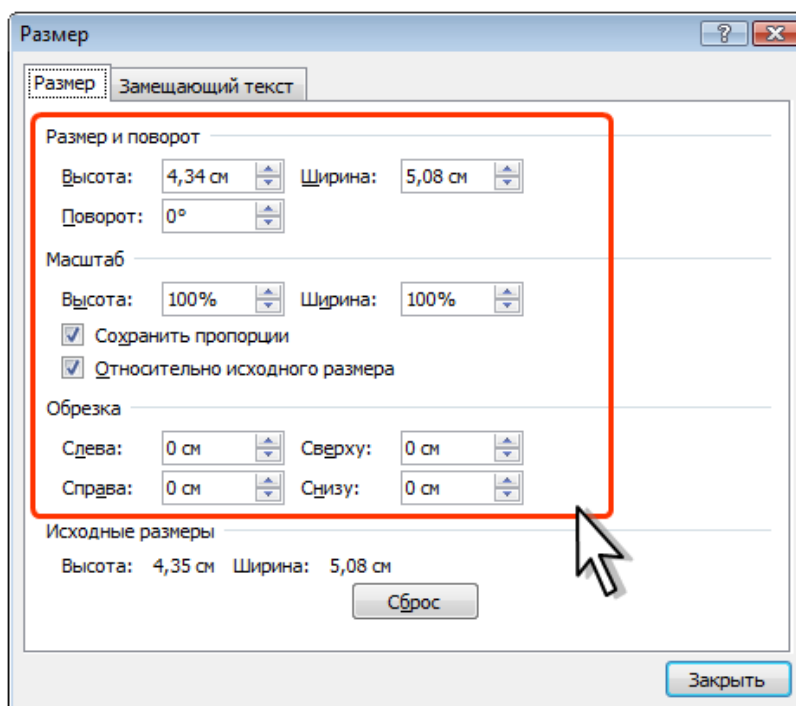 Размер
Размер Замещающий текст
Размер и поворот
Высота: 4,34 см Ширина: 5,08 см
Поворот: 0°
Масштаб
Высота: 100% Ширина: 100%
Сохранить пропорции
Относительно исходного размера
Обрезка
Слева: 0 см Сверху: 0 см
Справа: 0 см Снизу: 0 см
Исходные размеры
Высота: 4,35 см Ширина: 5,08 см
Сброс
Закрыть